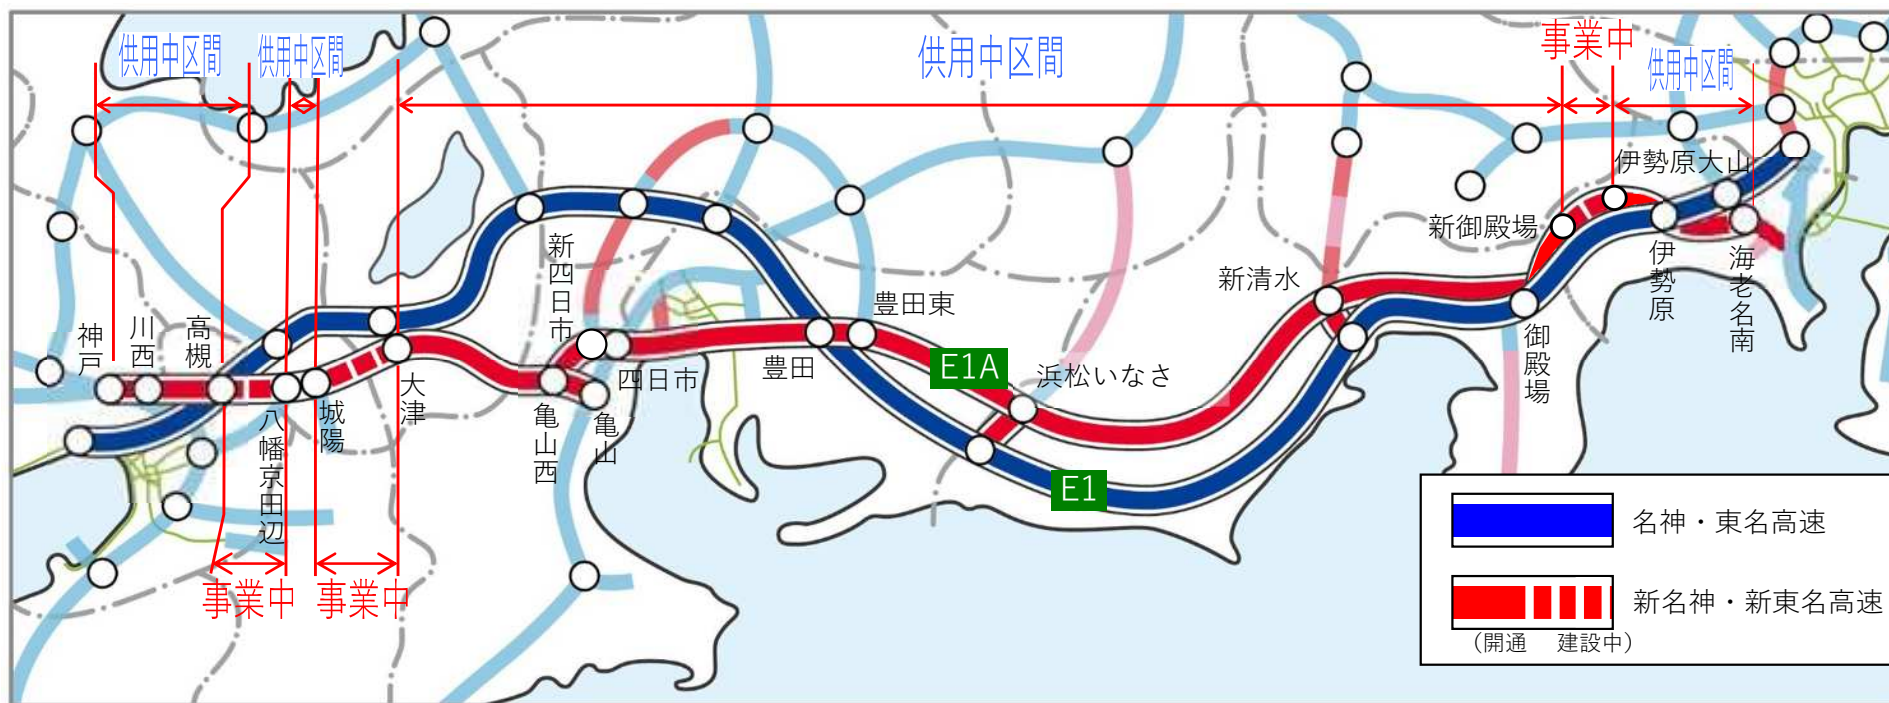 供用中区間
供用中区間
供用中区間
事業中
供用中区間
伊勢原大山
新御殿場
伊勢原
海老名南
新清水
御殿場
新四日市
豊田東
神戸
川西
高槻
E1A
浜松いなさ
豊田
四日市
大津
城陽
八幡京田辺
亀山西
亀山
E1
事業中
事業中
名神・東名高速
新名神・新東名高速
(開通 建設中)